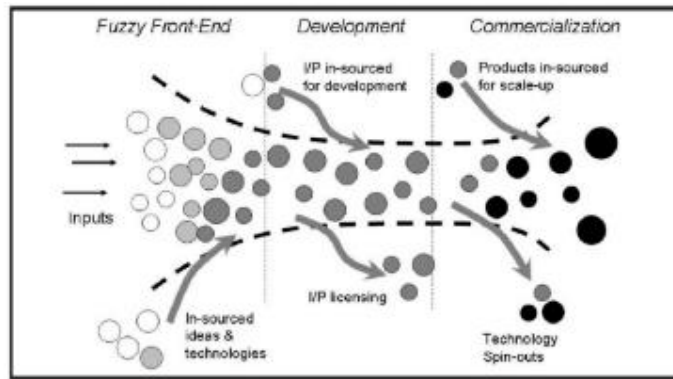 Fuzzy Front-End
Development
Commercialization
I/P in-sourced
for development
Products in-sourced
for scale-up
Inputs
In-sourced
ideas &
technologies
I/P licensing
Technology
Spin-outs